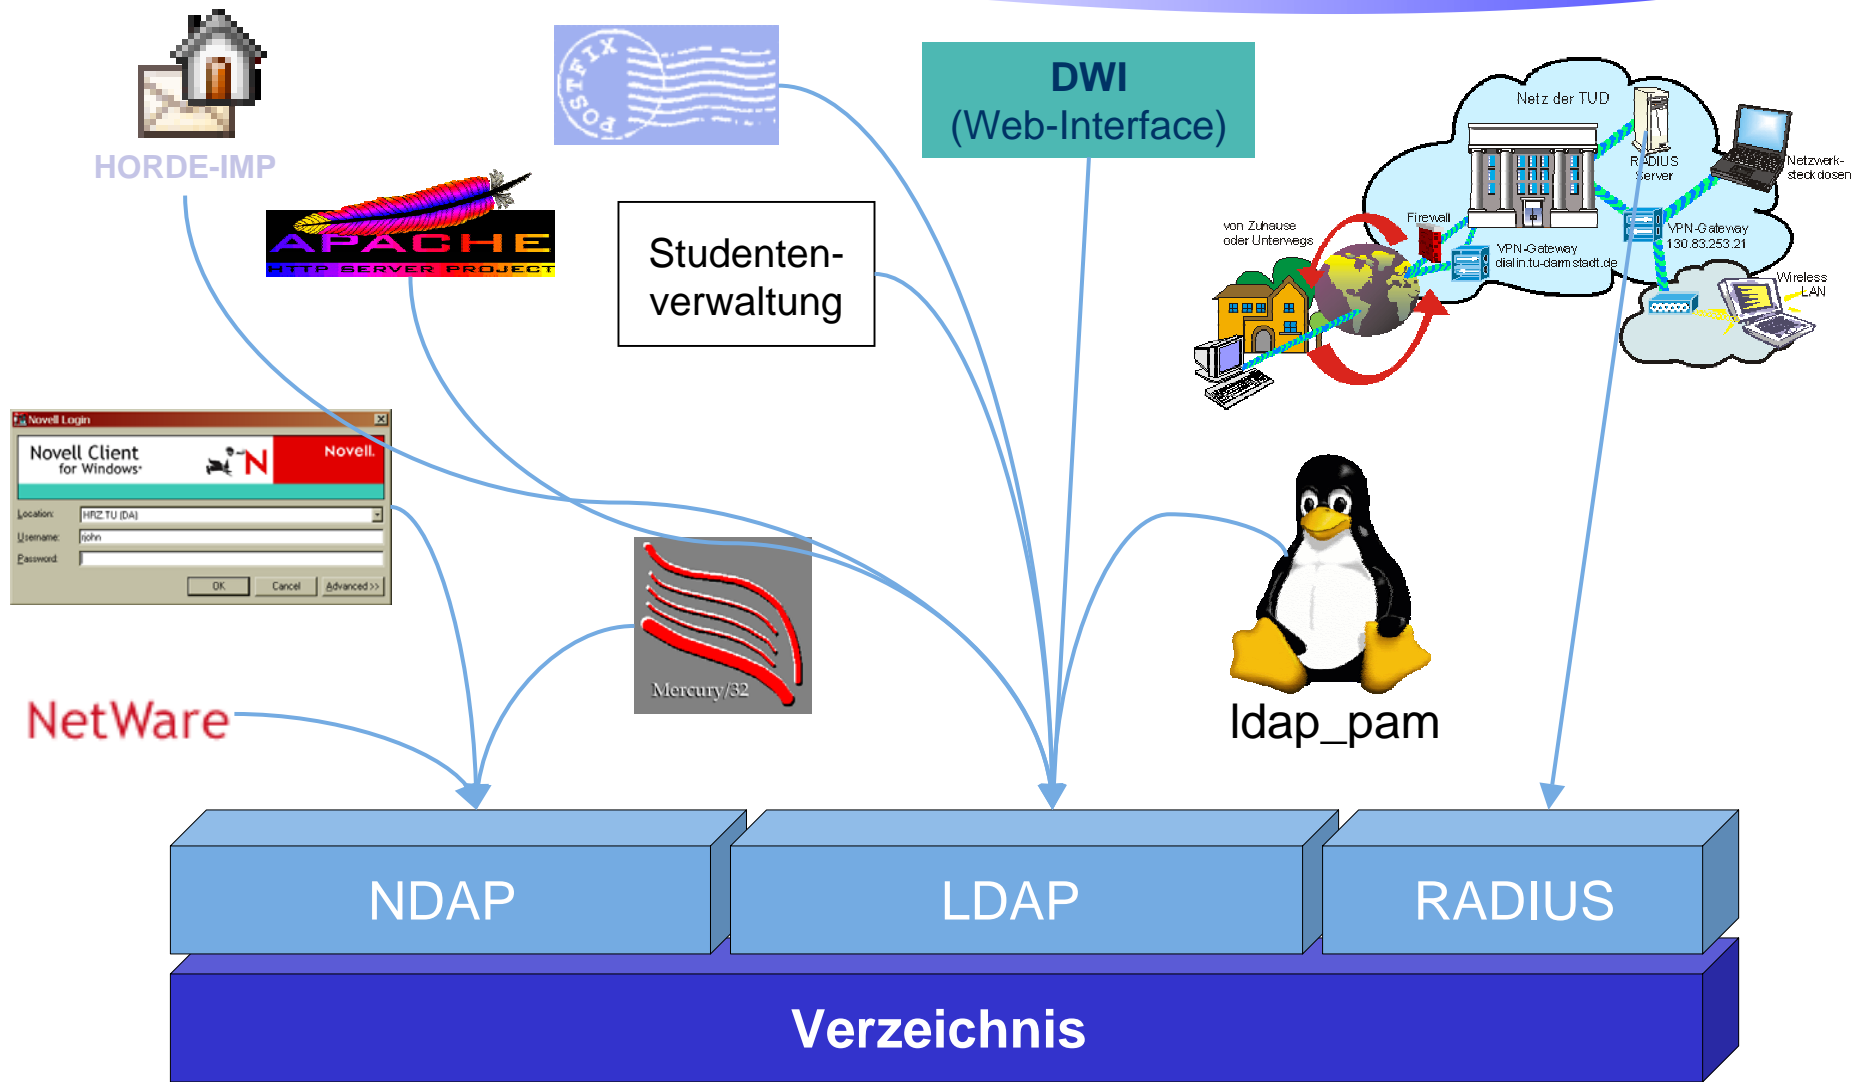 POSTFIX
DWI
(Web-Interface)
HORDE-IMP
APACHE
HTTP SERVER PROJECT
Studenten-
verwaltung
Netz der TUD
RADIUS
Server
Netzwerk-
steckdosen
Firewall
von Zuhause
oder Unterwegs
VPN-Gateway
130.83.253.21
VPN-Gateway
dialin.tu-darmstadt.de
Wireless
LAN
Novell Login
Novell Client
for Windows*
N
Novell.
Location:
HRZ.TU (DA)
Username:
rjohn
Password:
OK
Cancel
Advanced >>
Mercury/32
NetWare
ldap_pam
NDAP
LDAP
RADIUS
Verzeichnis